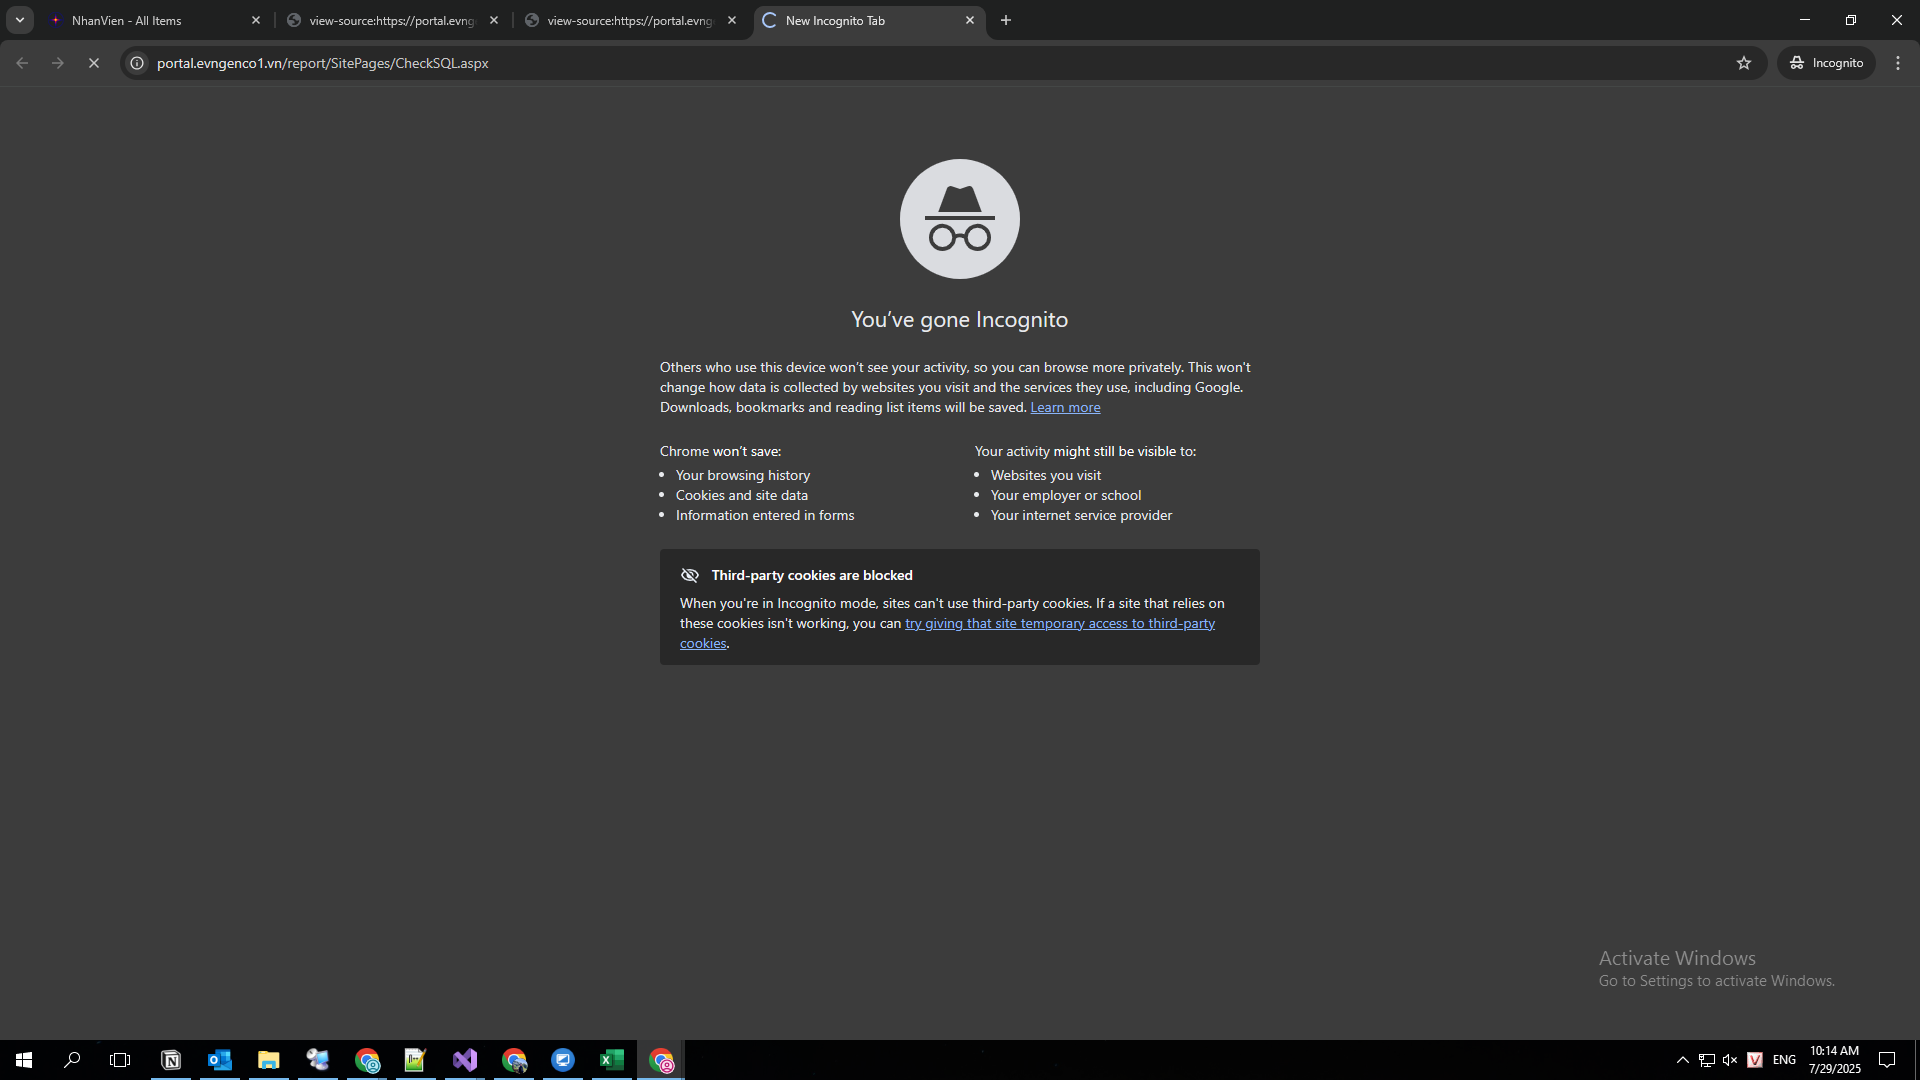 NhanVien - All Items
view-source:https://portal.evng
view-source:https://portal.evng
New Incognito Tab
portal.evngenco1.vn/report/SitePages/CheckSQL.aspx
Incognito
You've gone Incognito
Others who use this device won't see your activity, so you can browse more privately. This won't
change how data is collected by websites you visit and the services they use, including Google.
Downloads, bookmarks and reading list items will be saved. Learn more
Chrome won't save:
Your browsing history
Cookies and site data
Information entered in forms
Your activity might still be visible to:
Websites you visit
Your employer or school
Your internet service provider
Third-party cookies are blocked
When you're in Incognito mode, sites can't use third-party cookies. If a site that relies on
these cookies isn't working, you can try giving that site temporary access to third-party
cookies.
Activate Windows
Go to Settings to activate Windows.
ENG
10:14 AM
7/29/2025